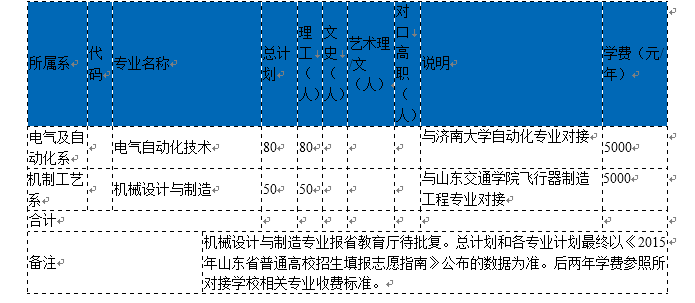 所属系 代码 专业名称 总计划 理工（人） 文史（人） 艺术理文（人） 对口高职（人） 说明 学费（元/年）
电气及自动化系 电气自动化技术 80 80 与济南大学自动化专业对接 5000
机制工艺系 机械设计与制造 50 50 与山东交通学院飞行器制造工程专业对接 5000
合计
备注 机械设计与制造专业报省教育厅待批复。总计划和各专业计划最终以《2015
年山东省普通高校招生填报志愿指南》公布的数据为准。后两年学费参照所
对接学校相关专业收费标准。